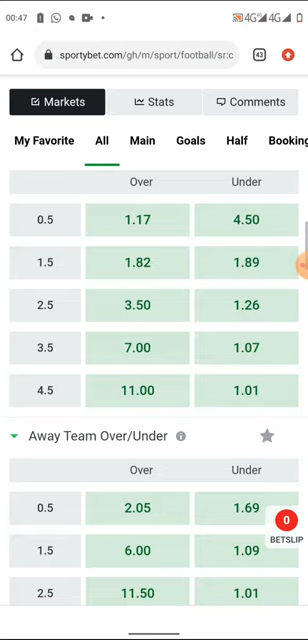 00:47 4G 4G
sportybet.com/gh/m/sport/football/sr:c 43
Markets Stats Comments
My Favorite All Main Goals Half Booking
Over Under
0.5 1.17 4.50
1.5 1.82 1.89
2.5 3.50 1.26
3.5 7.00 1.07
4.5 11.00 1.01
Away Team Over/Under
Over Under
0.5 2.05 1.69
0
BETSLIP
1.5 6.00 1.09
2.5 11.50 1.01